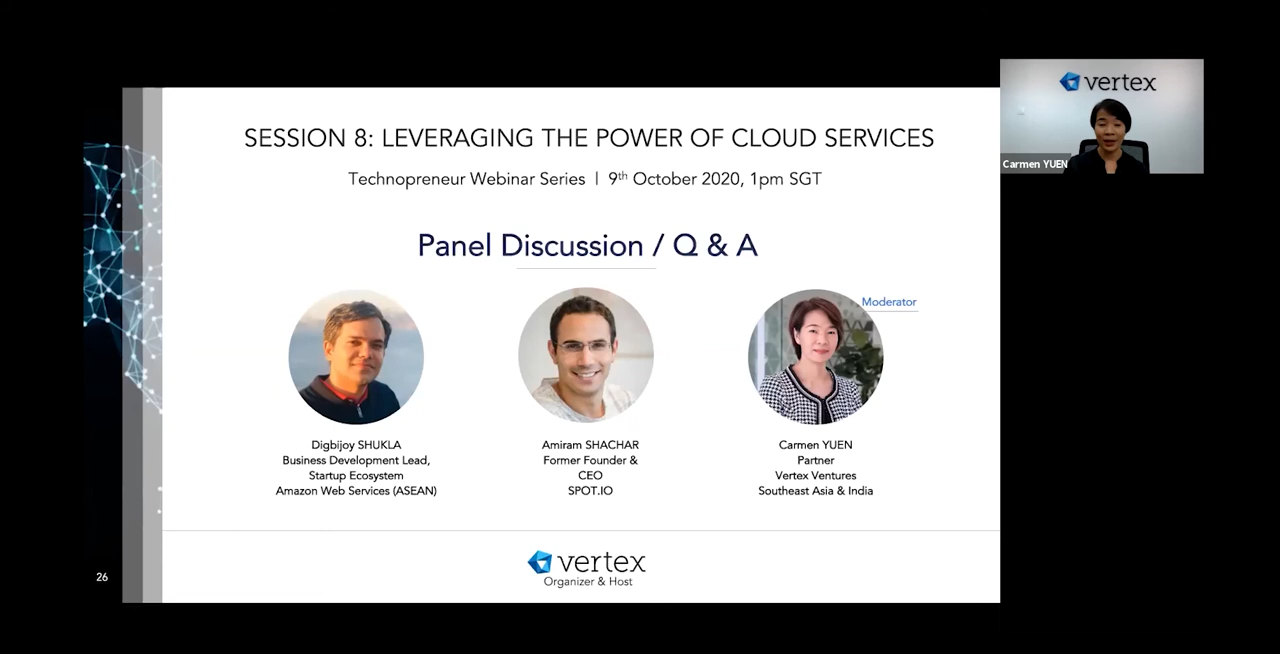 SESSION 8: LEVERAGING THE POWER OF CLOUD SERVICES
Technopreneur Webinar Series | 9th October 2020, 1pm SGT
Panel Discussion / Q & A
Moderator
Digbijoy SHUKLA
Business Development Lead,
Startup Ecosystem
Amazon Web Services (ASEAN)
Amiram SHACHAR
Former Founder &
CEO
SPOT.IO
Carmen YUEN
Partner
Vertex Ventures
Southeast Asia & India
vertex
Organizer & Host
26
vertex
Carmen YUEN